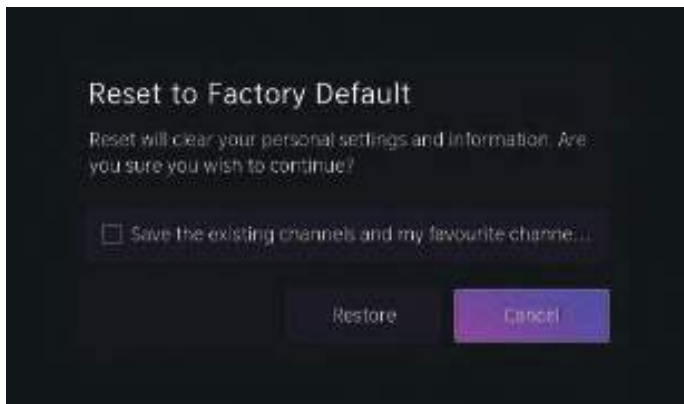 Reset to Factory Default
Reset will clear your personal settings and information. Are
you sure you wish to continue?
Save the existing channels and my favourite channe...
Restore
Cancel